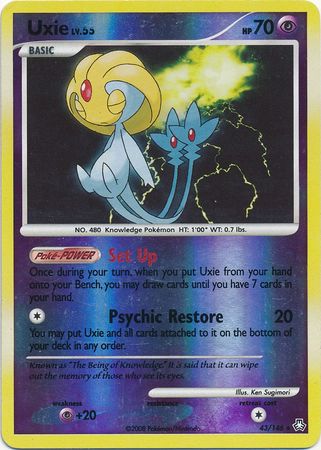 Uxie LV.55
HP 70
BASIC
NO. 480 Knowledge Pokémon HT: 1'00" WT: 0.7 lbs.
Poké-POWER Set Up
Once during your turn, when you put Uxie from your hand
onto your Bench, you may draw cards until you have 7 cards
in your hand.
Psychic Restore 20
You may put Uxie and all cards attached to it on the bottom of
your deck in any order.
Known as "The Being of Knowledge." It is said that it can wipe
out the memory of those who see its eyes.
Illus. Ken Sugimori
weakness resistance retreat cost
+20
©2008 Pokémon/Nintendo
43/146